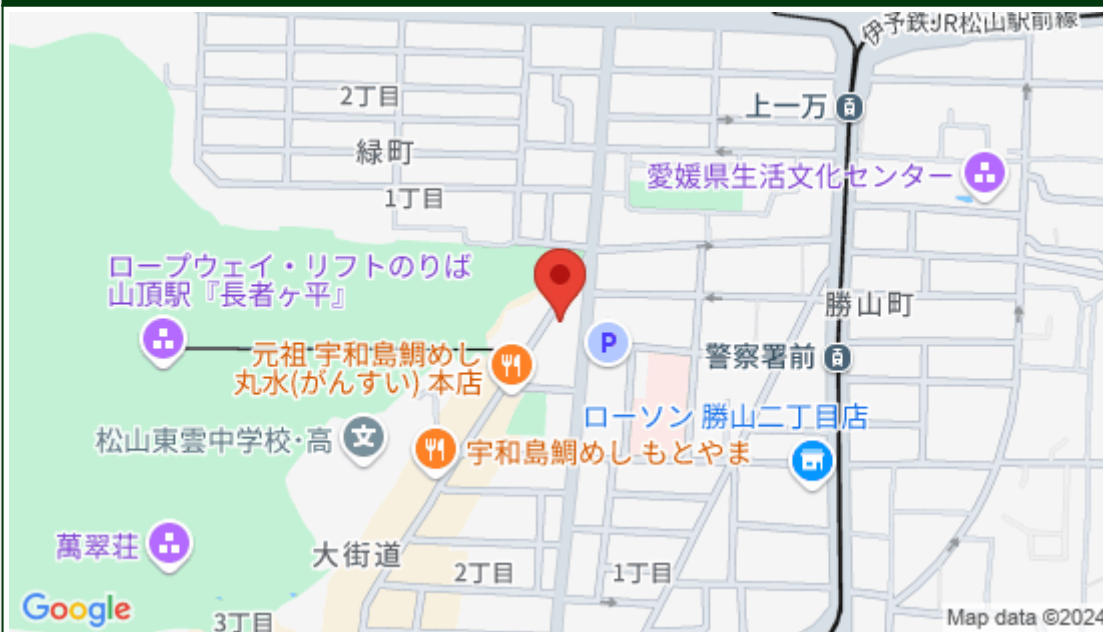 伊予鉄JR松山駅前線
2丁目
上一万
緑町
愛媛県生活文化センター
1丁目
ロープウェイ・リフトのりば
山頂駅『長者ヶ平』
勝山町
P
元祖 宇和島鯛めし
丸水(がんすい) 本店
警察署前
ローソン 勝山二丁目店
松山東雲中学校・高
文
宇和島鯛めし もとやま
萬翠荘
大街道
2丁目
1丁目
Google
3丁目
Map data ©2024